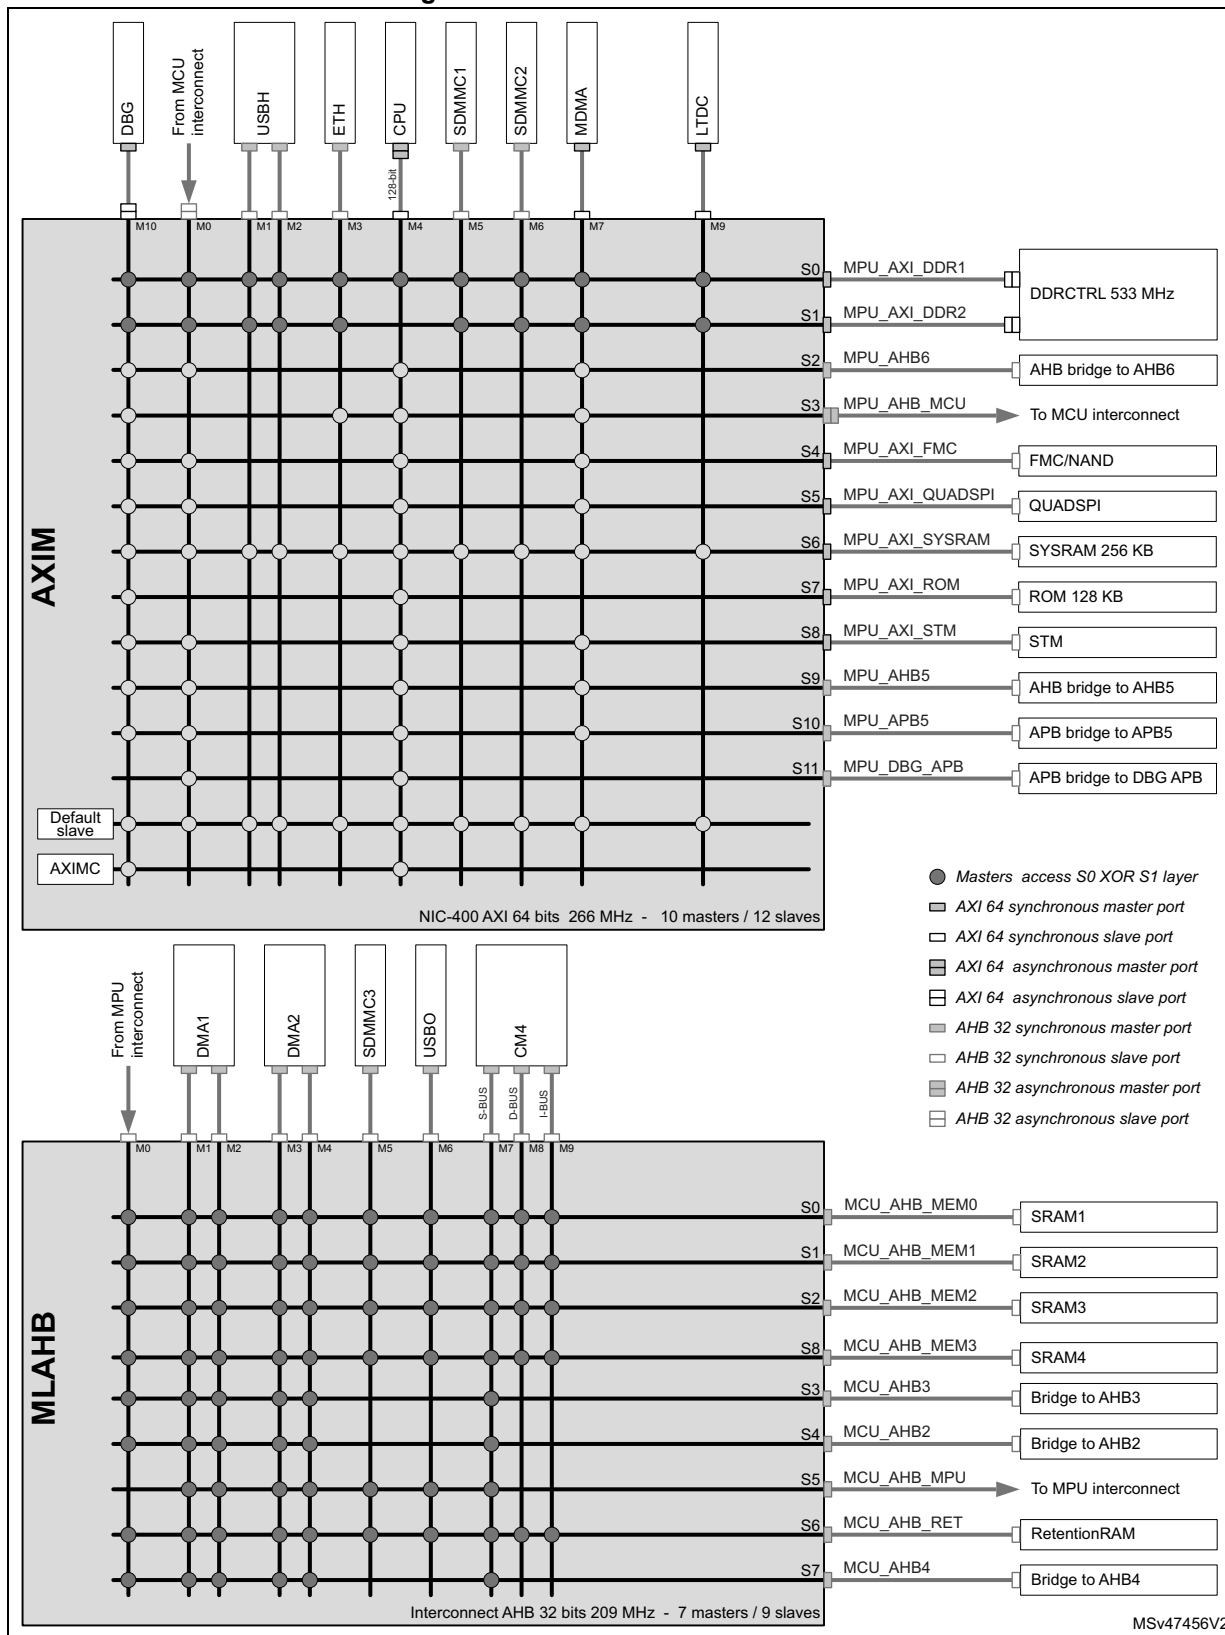 DBG
From MCU
interconnect
USBH
ETH
CPU
SDMMC1
SDMMC2
MDMA
LTDC
128-bit
M10
M0
M1
M2
M3
M4
M5
M6
M7
M9
AXIM
S0 MPU_AXI_DDR1
DDRCTRL 533 MHz
S1 MPU_AXI_DDR2
S2 MPU_AHB6 AHB bridge to AHB6
S3 MPU_AHB_MCU To MCU interconnect
S4 MPU_AXI_FMC FMC/NAND
S5 MPU_AXI_QUADSPI QUADSPI
S6 MPU_AXI_SYSRAM SYSRAM 256 KB
S7 MPU_AXI_ROM ROM 128 KB
S8 MPU_AXI_STM STM
S9 MPU_AHB5 AHB bridge to AHB5
S10 MPU_APB5 APB bridge to APB5
S11 MPU_DBG_APB APB bridge to DBG APB
Default
slave
AXIMC
NIC-400 AXI 64 bits 266 MHz - 10 masters / 12 slaves
Masters access S0 XOR S1 layer
AXI 64 synchronous master port
AXI 64 synchronous slave port
AXI 64 asynchronous master port
AXI 64 asynchronous slave port
AHB 32 synchronous master port
AHB 32 synchronous slave port
AHB 32 asynchronous master port
AHB 32 asynchronous slave port
From MPU
interconnect
DMA1
DMA2
SDMMC3
USBO
CM4
S-BUS
D-BUS
I-BUS
M0
M1
M2
M3
M4
M5
M6
M7
M8
M9
MLAHB
S0 MCU_AHB_MEM0 SRAM1
S1 MCU_AHB_MEM1 SRAM2
S2 MCU_AHB_MEM2 SRAM3
S8 MCU_AHB_MEM3 SRAM4
S3 MCU_AHB3 Bridge to AHB3
S4 MCU_AHB2 Bridge to AHB2
S5 MCU_AHB_MPU To MPU interconnect
S6 MCU_AHB_RET RetentionRAM
S7 MCU_AHB4 Bridge to AHB4
Interconnect AHB 32 bits 209 MHz - 7 masters / 9 slaves
MSv47456V2